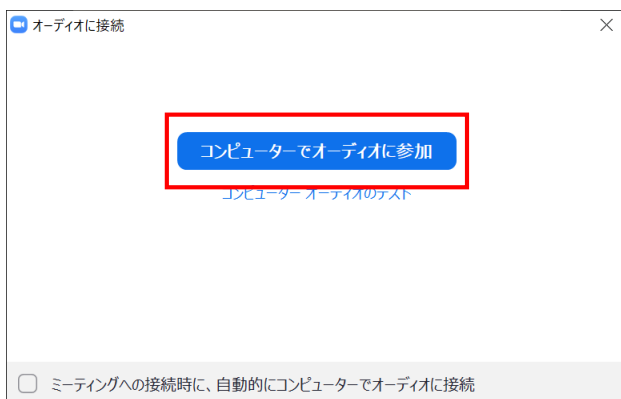 オーディオに接続
コンピューターでオーディオに参加
コンピューター オーディオのテスト
ミーティングへの接続時に、自動的にコンピューターでオーディオに接続